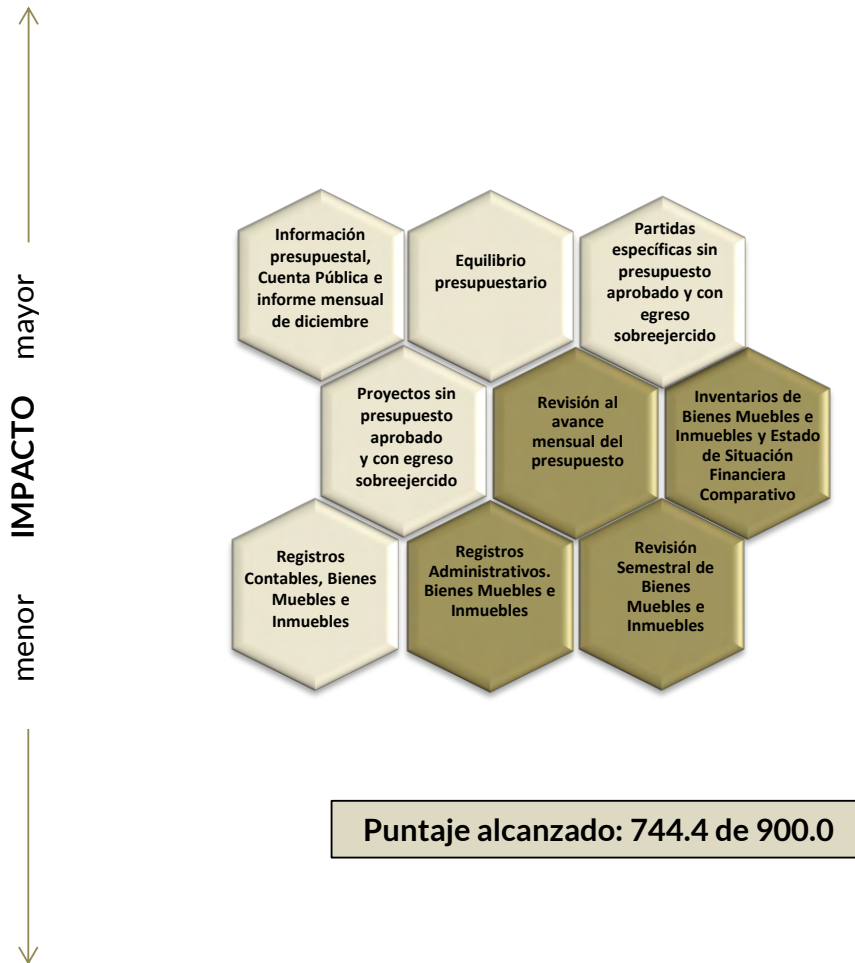 Información
presupuestal,
Cuenta Pública e
informe mensual
de diciembre
Equilibrio
presupuestario
Partidas
específicas sin
presupuesto
aprobado y con
egreso
sobreejercido
Proyectos sin
presupuesto
aprobado
y con egreso
sobreejercido
Revisión al
avance
mensual del
presupuesto
Inventarios de
Bienes Muebles e
Inmuebles y Estado
de Situación
Financiera
Comparativo
Registros
Contables, Bienes
Muebles e
Inmuebles
Registros
Administrativos.
Bienes Muebles e
Inmuebles
Revisión
Semestral de
Bienes
Muebles e
Inmuebles
menor IMPACTO mayor
Puntaje alcanzado: 744.4 de 900.0